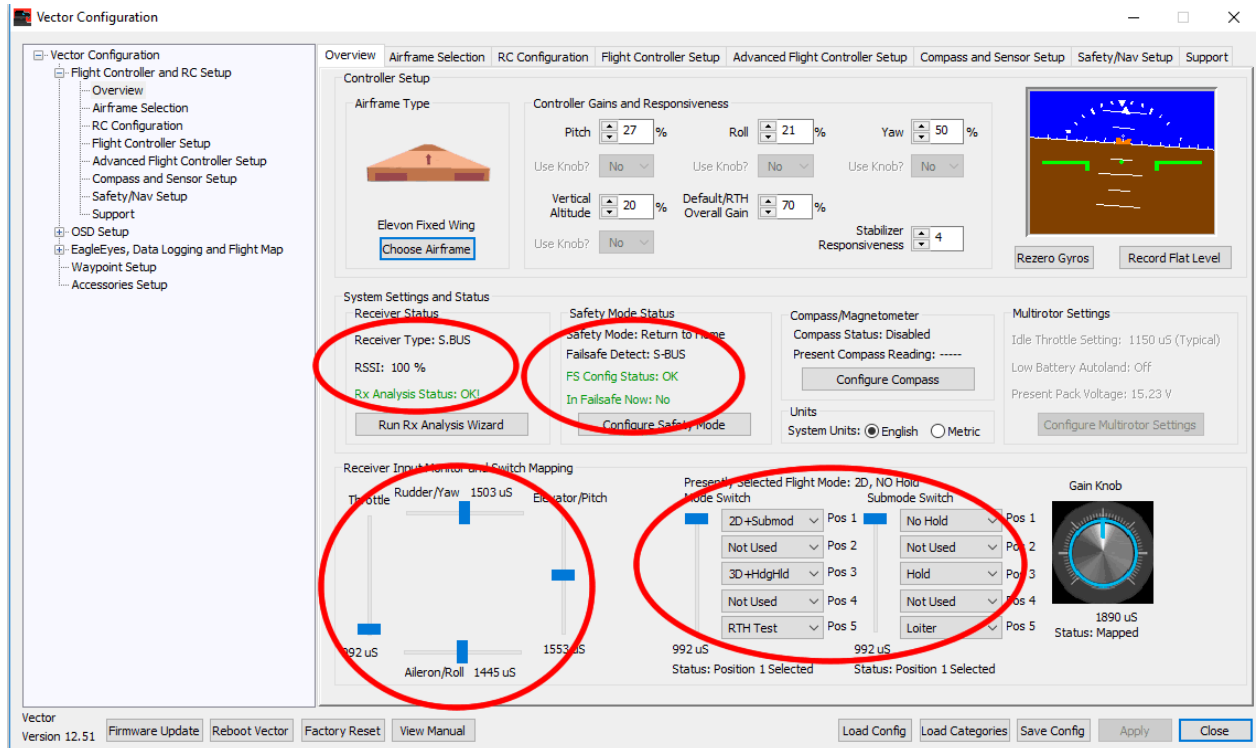 Vector Configuration
Vector Configuration
Flight Controller and RC Setup
Overview
Airframe Selection
RC Configuration
Flight Controller Setup
Advanced Flight Controller Setup
Compass and Sensor Setup
Safety/Nav Setup
Support
OSD Setup
EagleEyes, Data Logging and Flight Map
Waypoint Setup
Accessories Setup
Overview Airframe Selection RC Configuration Flight Controller Setup Advanced Flight Controller Setup Compass and Sensor Setup Safety/Nav Setup Support
Controller Setup
Airframe Type
Elevon Fixed Wing
Choose Airframe
Controller Gains and Responsiveness
Pitch 27 % Roll 21 % Yaw 50 %
Use Knob? No Use Knob? No Use Knob? No
Vertical Altitude 20 % Default/RTH Overall Gain 70 %
Use Knob? No Stabilizer Responsiveness 4
Rezero Gyros Record Flat Level
System Settings and Status
Receiver Status
Receiver Type: S.BUS
RSSI: 100 %
Rx Analysis Status: OK!
Run Rx Analysis Wizard
Safety Mode Status
Safety Mode: Return to Home
Failsafe Detect: S-BUS
FS Config Status: OK
In Failsafe Now: No
Configure Safety Mode
Compass/Magnetometer
Compass Status: Disabled
Present Compass Reading: -----
Configure Compass
Units
System Units: English Metric
Multirotor Settings
Idle Throttle Setting: 1150 uS (Typical)
Low Battery Autoland: Off
Present Pack Voltage: 15.23 V
Configure Multirotor Settings
Receiver Input Monitor and Switch Mapping
Throttle Rudder/Yaw 1503 uS Elevator/Pitch
992 uS Aileron/Roll 1445 uS 1553 uS
Presently Selected Flight Mode: 2D, NO Hold
Mode Switch Submode Switch
2D+Submod Pos 1 No Hold Pos 1
Not Used Pos 2 Not Used Pos 2
3D+HdgHld Pos 3 Hold Pos 3
Not Used Pos 4 Not Used Pos 4
RTH Test Pos 5 Loiter Pos 5
992 uS 992 uS
Status: Position 1 Selected Status: Position 1 Selected
Gain Knob
1890 uS
Status: Mapped
Vector
Version 12.51 Firmware Update Reboot Vector Factory Reset View Manual Load Config Load Categories Save Config Apply Close